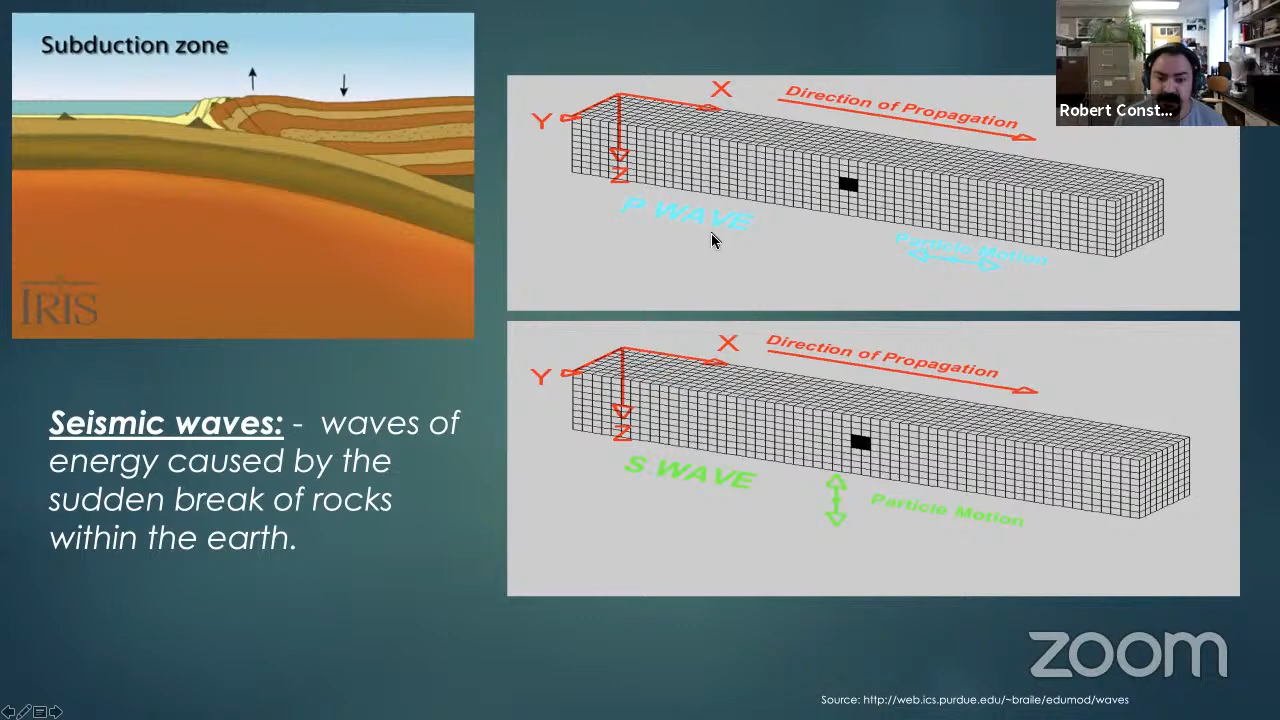 Subduction zone
IRIS
Seismic waves: - waves of
energy caused by the
sudden break of rocks
within the earth.
X
Direction of Propagation
Y
Z
P WAVE
Particle Motion
X
Direction of Propagation
Y
Z
S WAVE
Particle Motion
Robert Const...
zoom
Source: http://web.ics.purdue.edu/~braile/edumod/waves